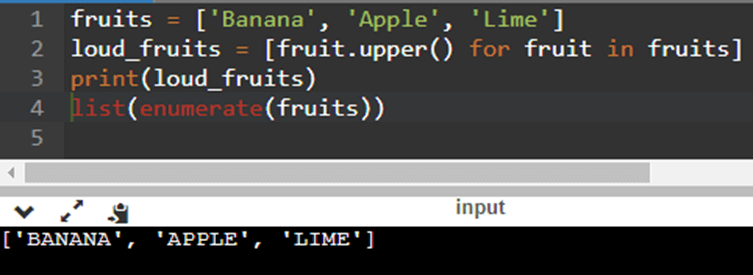 1 fruits = ['Banana', 'Apple', 'Lime']
2 loud_fruits = [fruit.upper() for fruit in fruits]
3 print(loud_fruits)
4 list(enumerate(fruits))
5
input
['BANANA', 'APPLE', 'LIME']